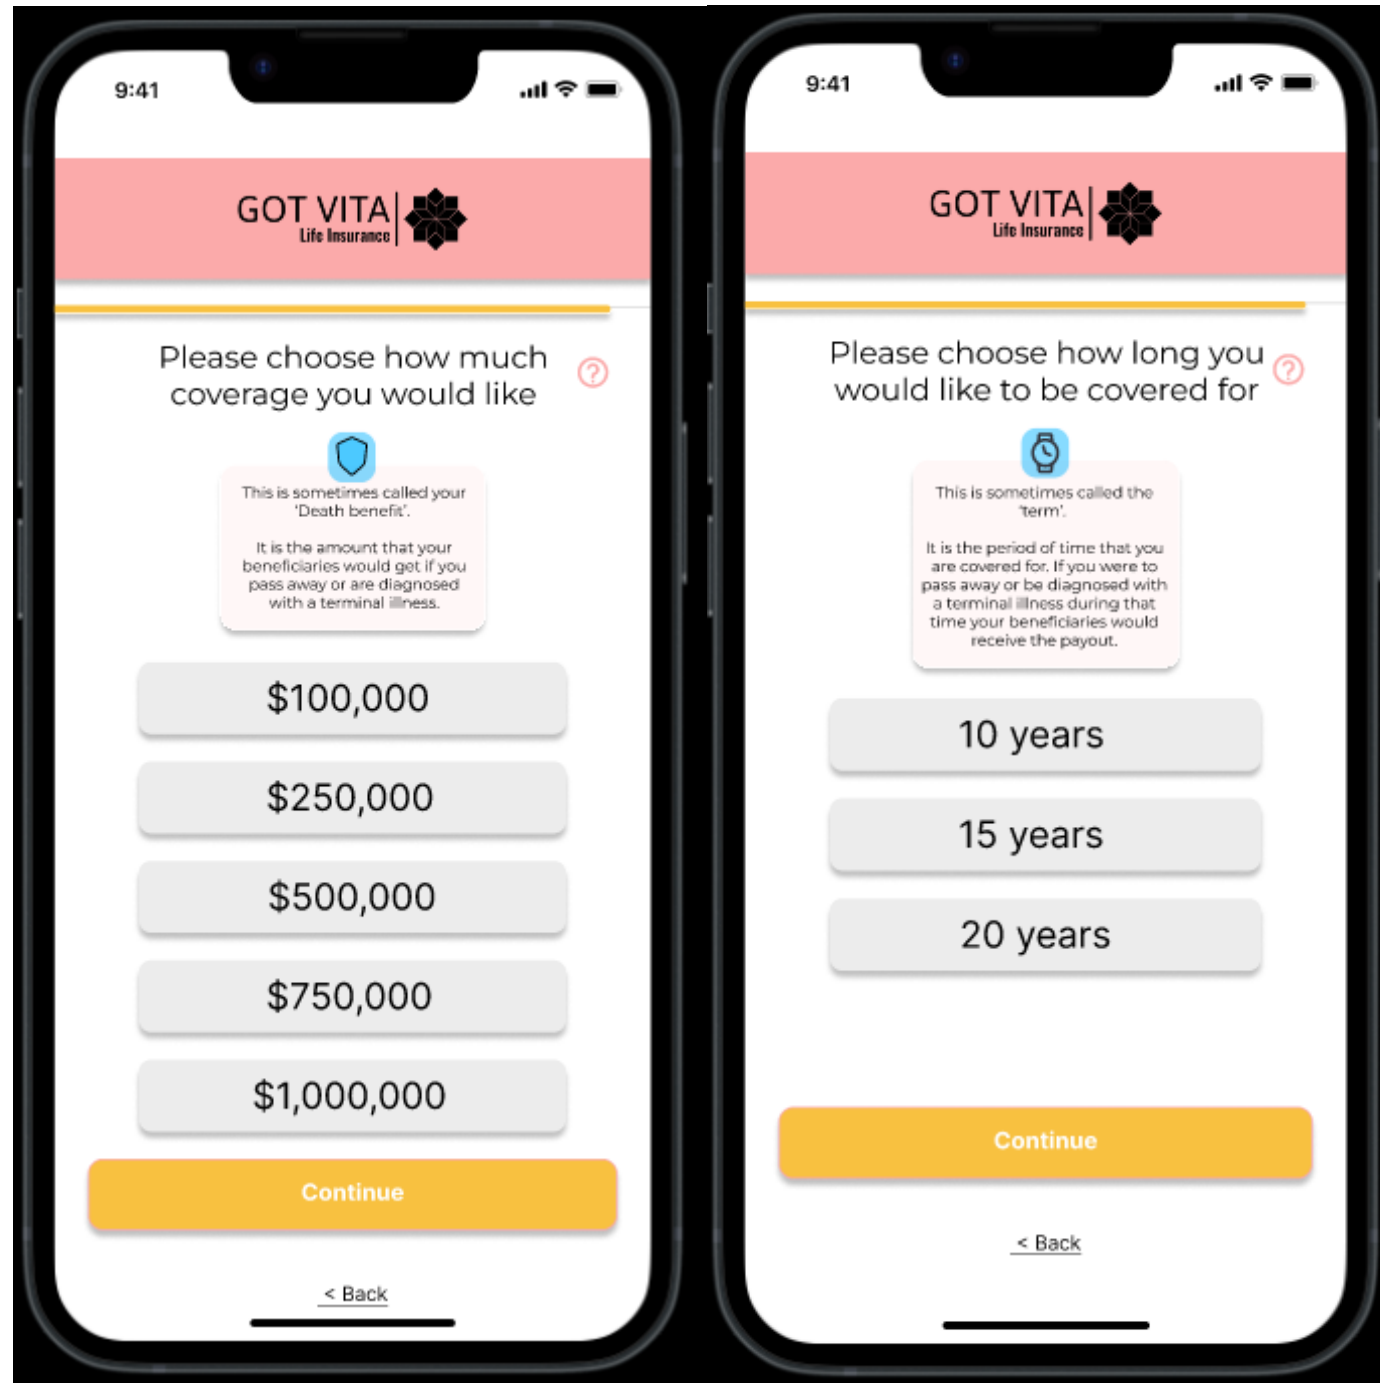 9:41
GOT VITA
Life Insurance
Please choose how much
coverage you would like
?
This is sometimes called your
‘Death benefit’.
It is the amount that your
beneficiaries would get if you
pass away or are diagnosed
with a terminal illness.
$100,000
$250,000
$500,000
$750,000
$1,000,000
Continue
< Back
9:41
GOT VITA
Life Insurance
Please choose how long you
would like to be covered for
?
This is sometimes called the
‘term’.
It is the period of time that you
are covered for. If you were to
pass away or be diagnosed with
a terminal illness during that
time your beneficiaries would
receive the payout.
10 years
15 years
20 years
Continue
< Back